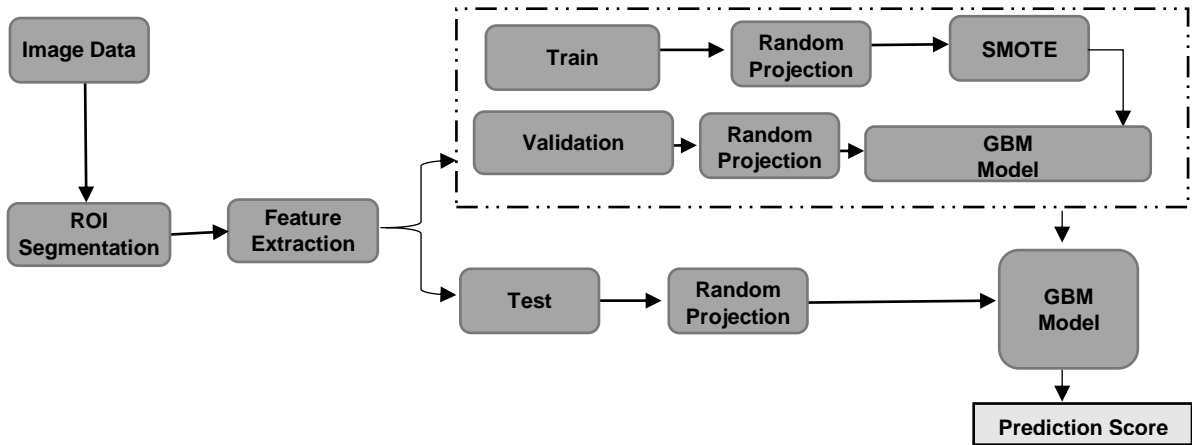 Image Data
Train
Random
Projection
SMOTE
Validation
Random
Projection
GBM
Model
ROI
Segmentation
Feature
Extraction
Test
Random
Projection
GBM
Model
Prediction Score